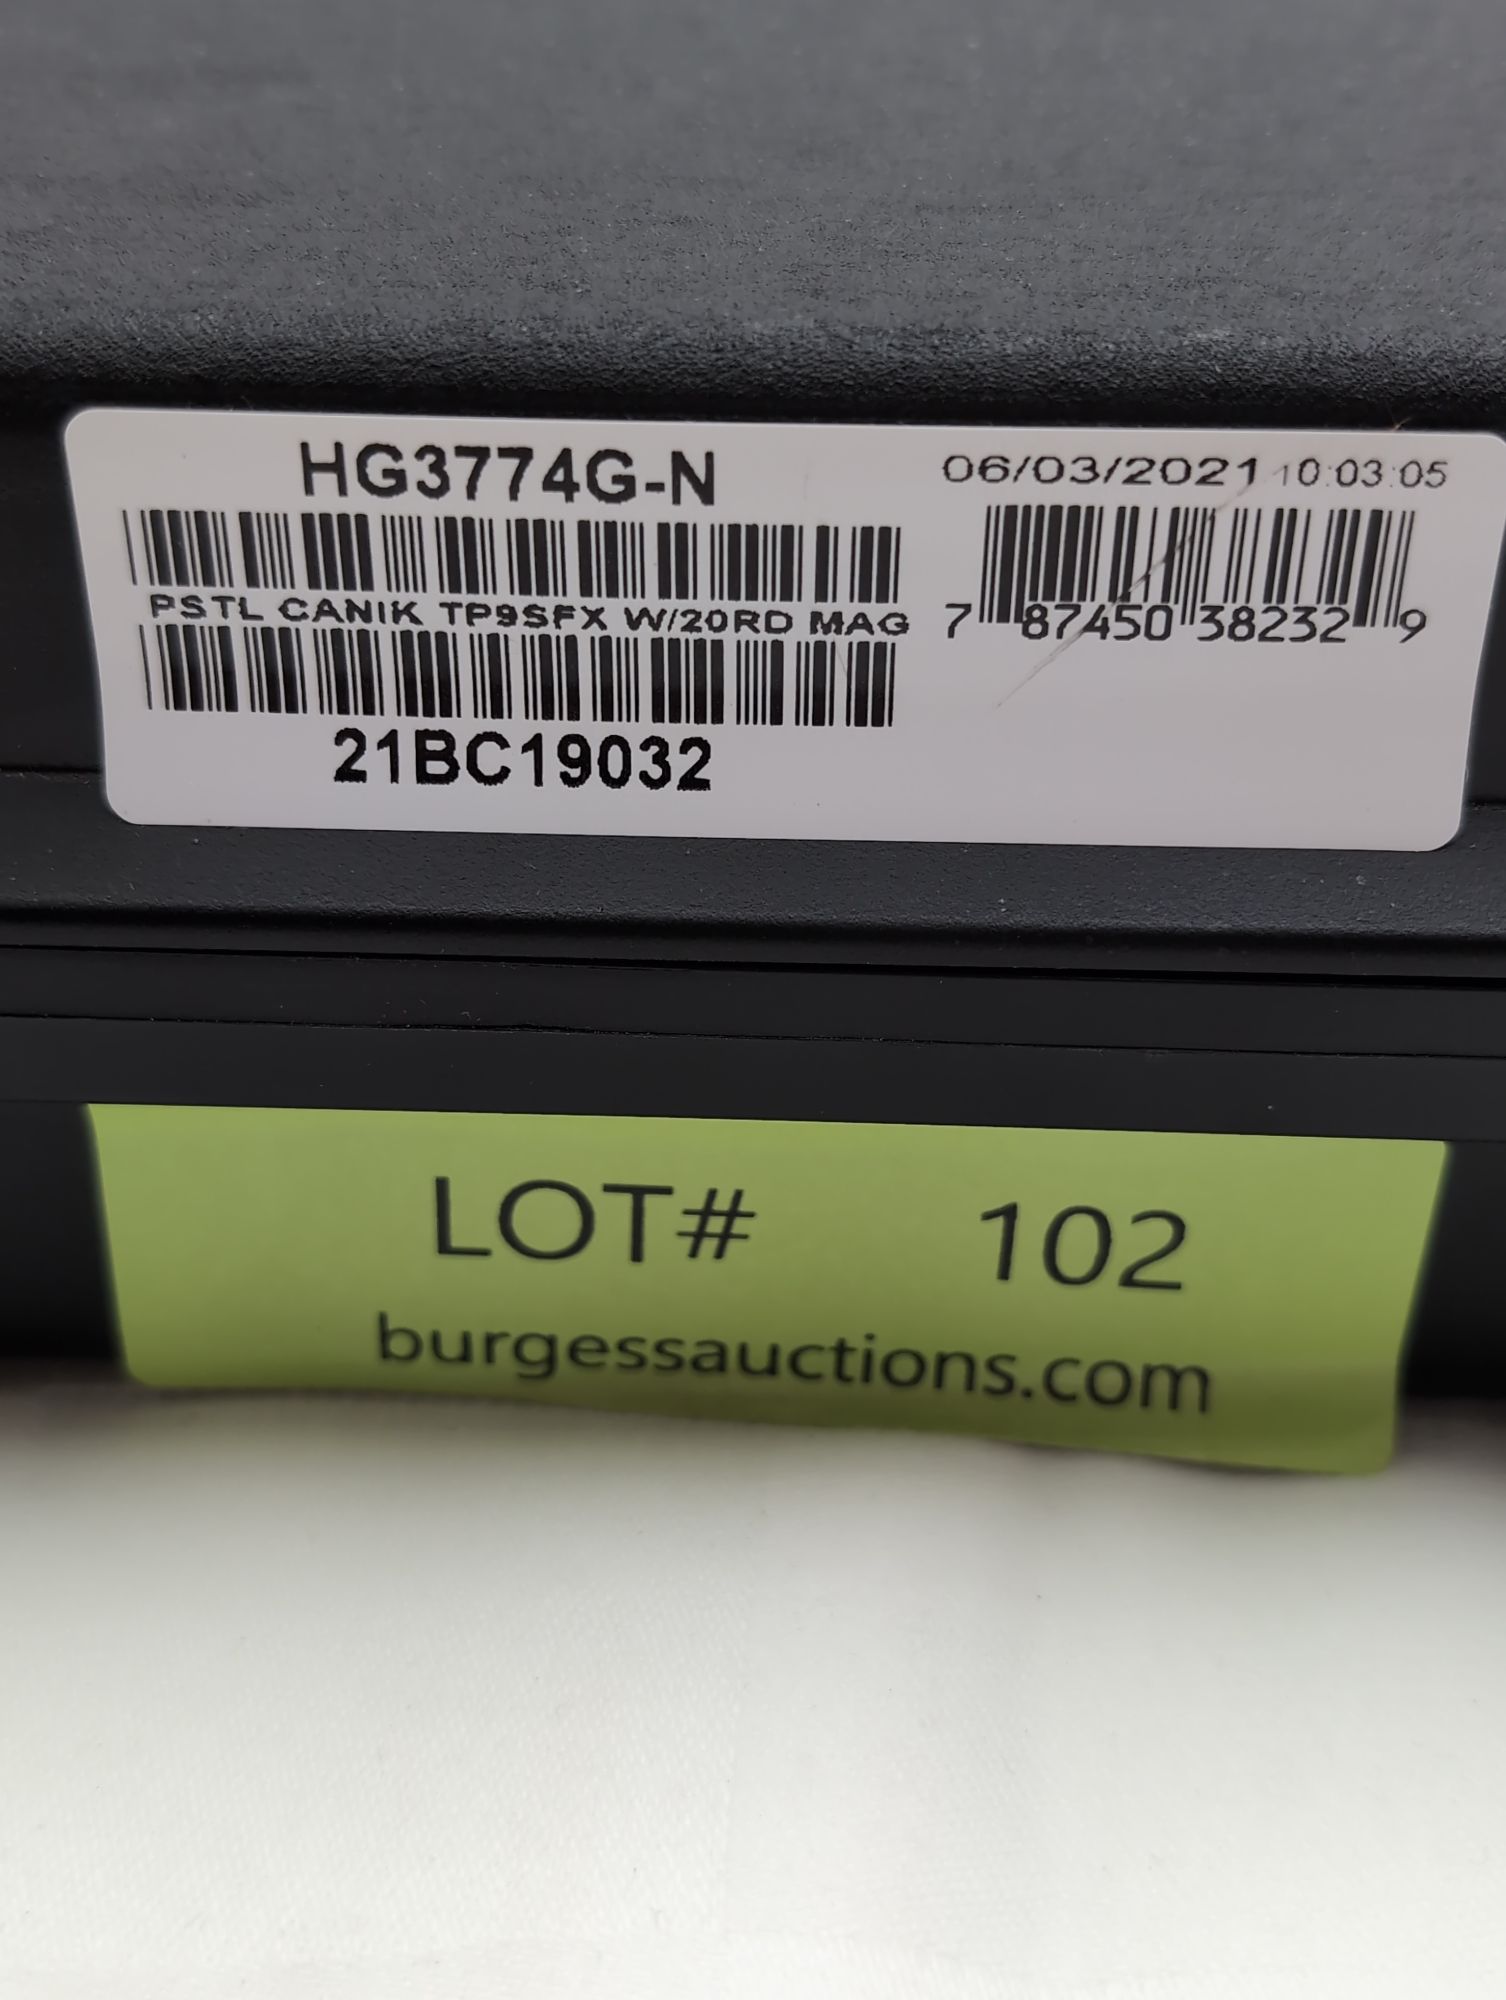 HG3774G-N
PSTL CANIK TP9SFX W/20RD MAG
21BC19032
06/03/2021 10:03:05
7 87450 38232 9
LOT# 102
burgessauctions.com